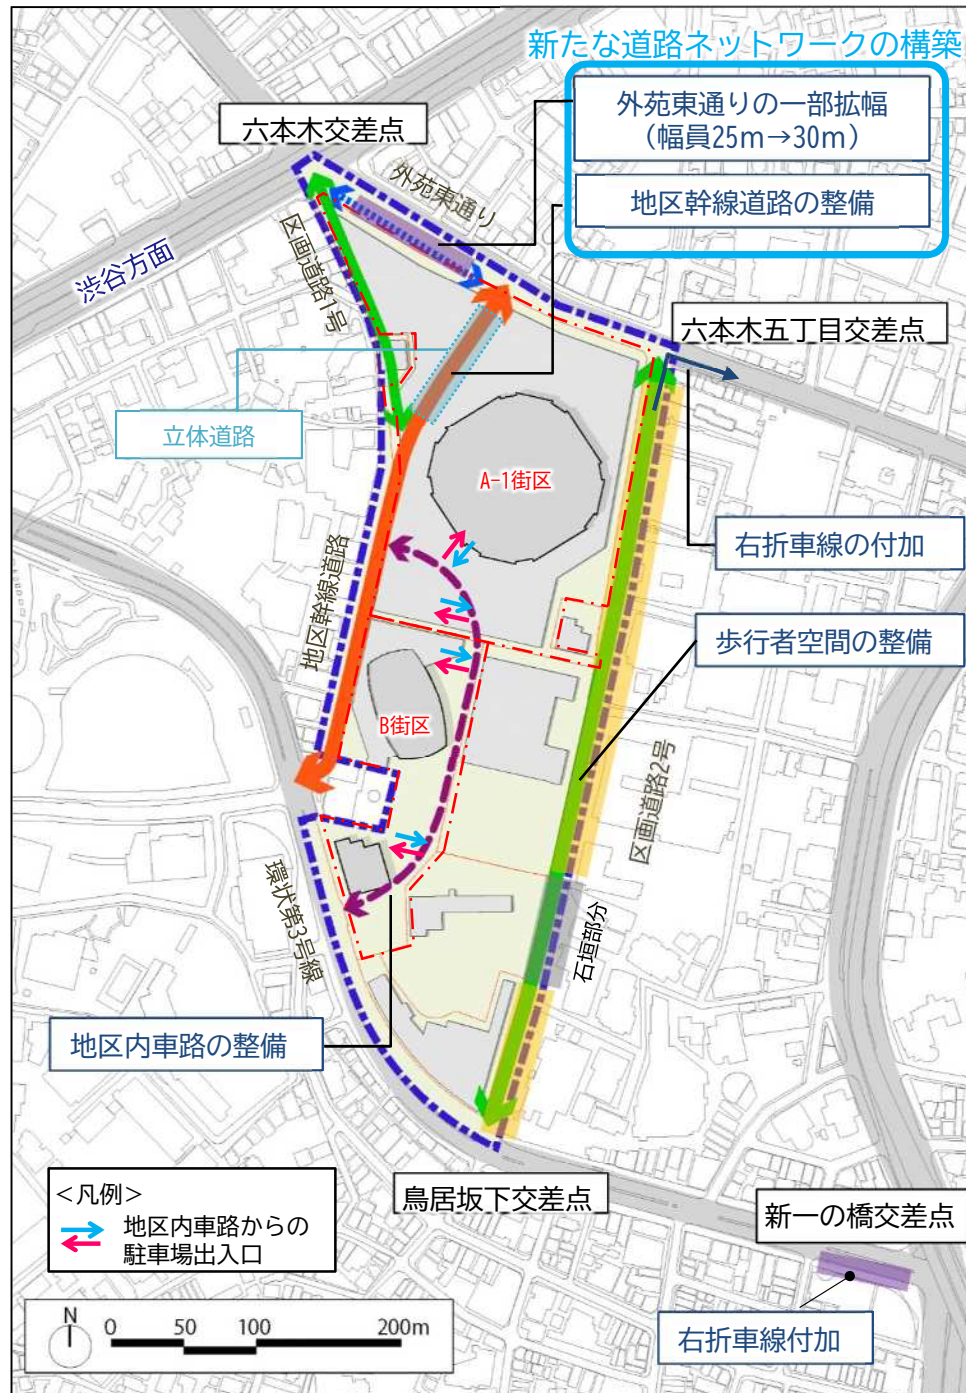 新たな道路ネットワークの構築
外苑東通りの一部拡幅
（幅員25m→30m）
地区幹線道路の整備
六本木交差点
外苑東通り
渋谷方面
区画道路1号
六本木五丁目交差点
立体道路
A-1街区
右折車線の付加
地区幹線道路
歩行者空間の整備
B街区
区画道路2号
環状第3号線
石垣部分
地区内車路の整備
鳥居坂下交差点
新一の橋交差点
＜凡例＞
地区内車路からの
駐車場出入口
右折車線付加
N
0 50 100 200m